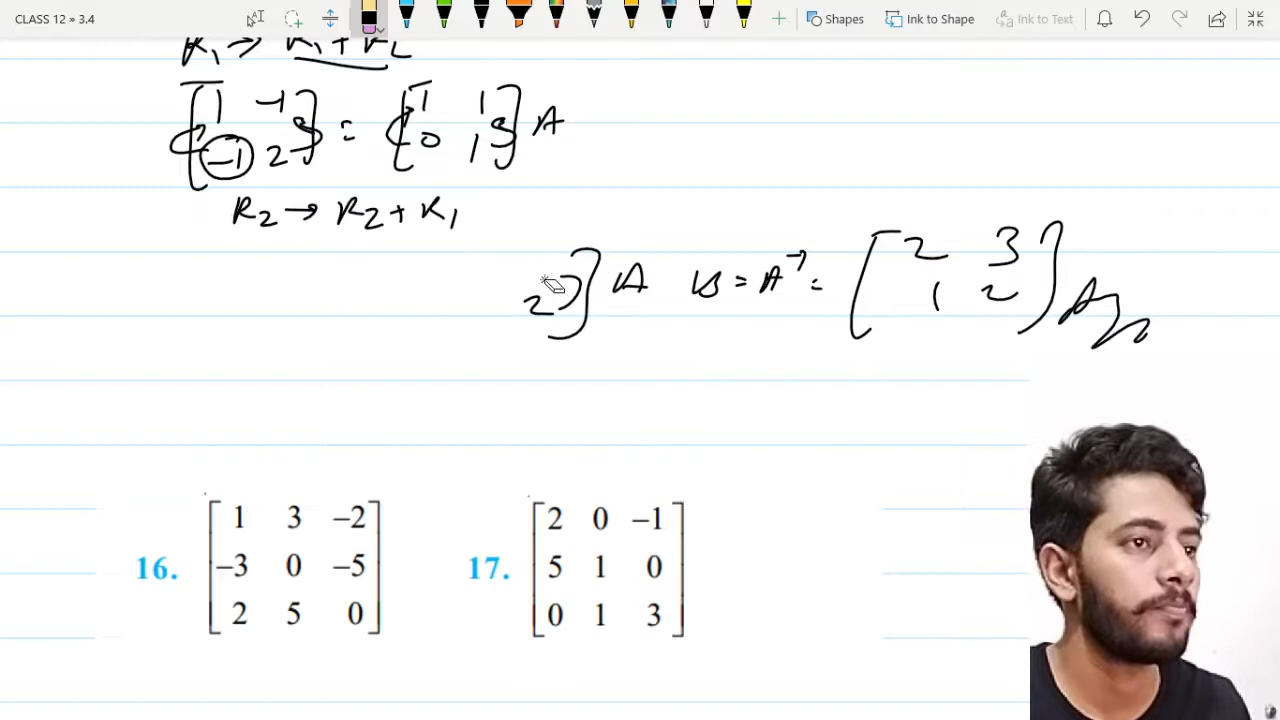 CLASS 12 » 3.4 Shapes Ink to Shape Ink to Text
R₁ → R₁ + R₂
[1 -1
-1 2] = [1 1
0 1] A
R₂ → R₂ + R₁
2] A B = A⁻¹ = [2 3
1 2] Ans
16. [1 3 –2
–3 0 –5
2 5 0]
17. [2 0 –1
5 1 0
0 1 3]